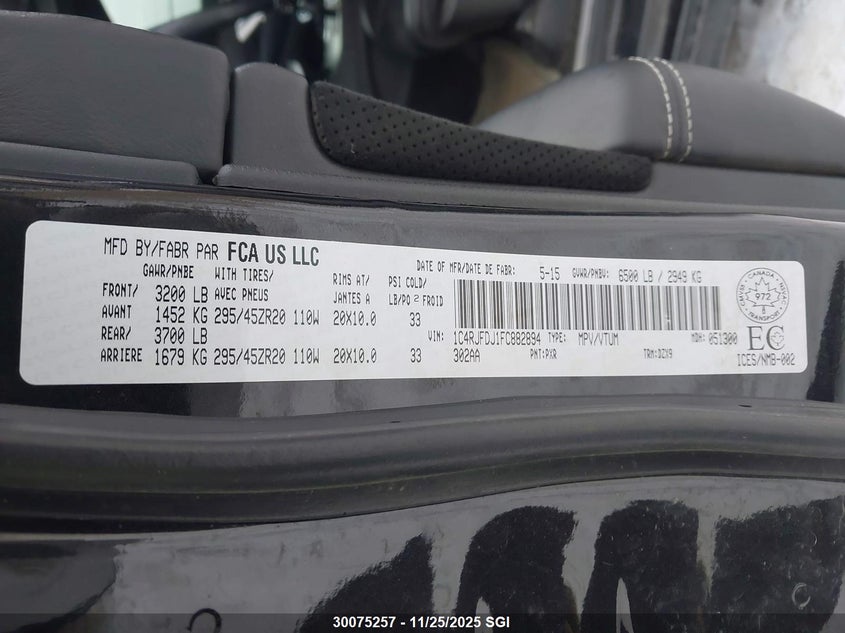 MFD BY/FABR PAR FCA US LLC
DATE OF MFR/DATE DE FABR: 5-15 GVWR/PNBV: 6500 LB / 2949 KG
GAWR/PNBE WITH TIRES/ RIMS AT/ PSI COLD/
FRONT/ 3200 LB AVEC PNEUS JANTES A LB/PO 2 FROID
AVANT 1452 KG 295/45ZR20 110W 20X10.0 33
REAR/ 3700 LB
ARRIERE 1679 KG 295/45ZR20 110W 20X10.0 33
VIN: 1C4RJFDJ1FC882894 TYPE: MPV/VTUM MDH: 051300
302AA PNT: PXR TRM: DZX9
CANADA
972
TRANSPORT
EC
ICES/NMB-002
30075257 - 11/25/2025 SGI